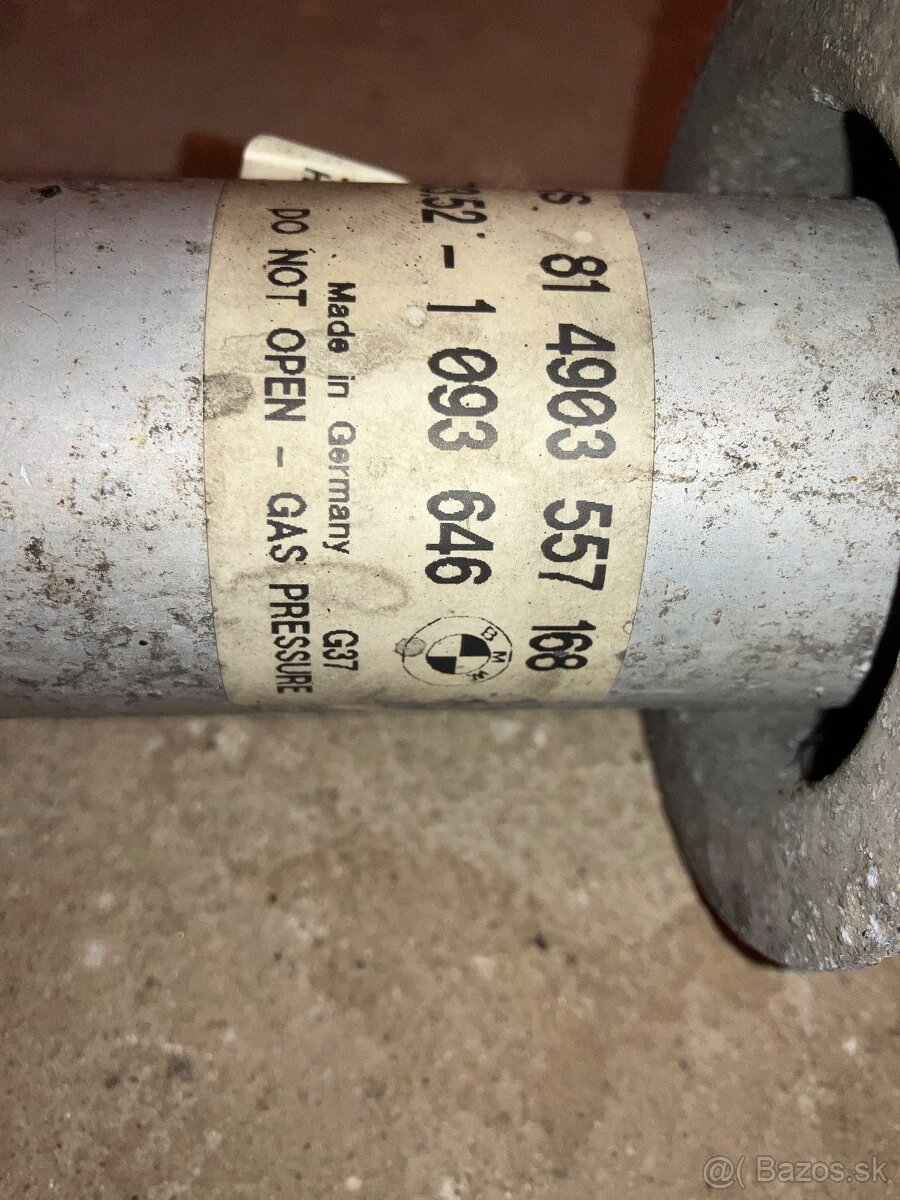 S 81 4903 557 168
352 - 1 093 646
BMW
Made in Germany G37
DO NOT OPEN - GAS PRESSURE
@( Bazos.sk